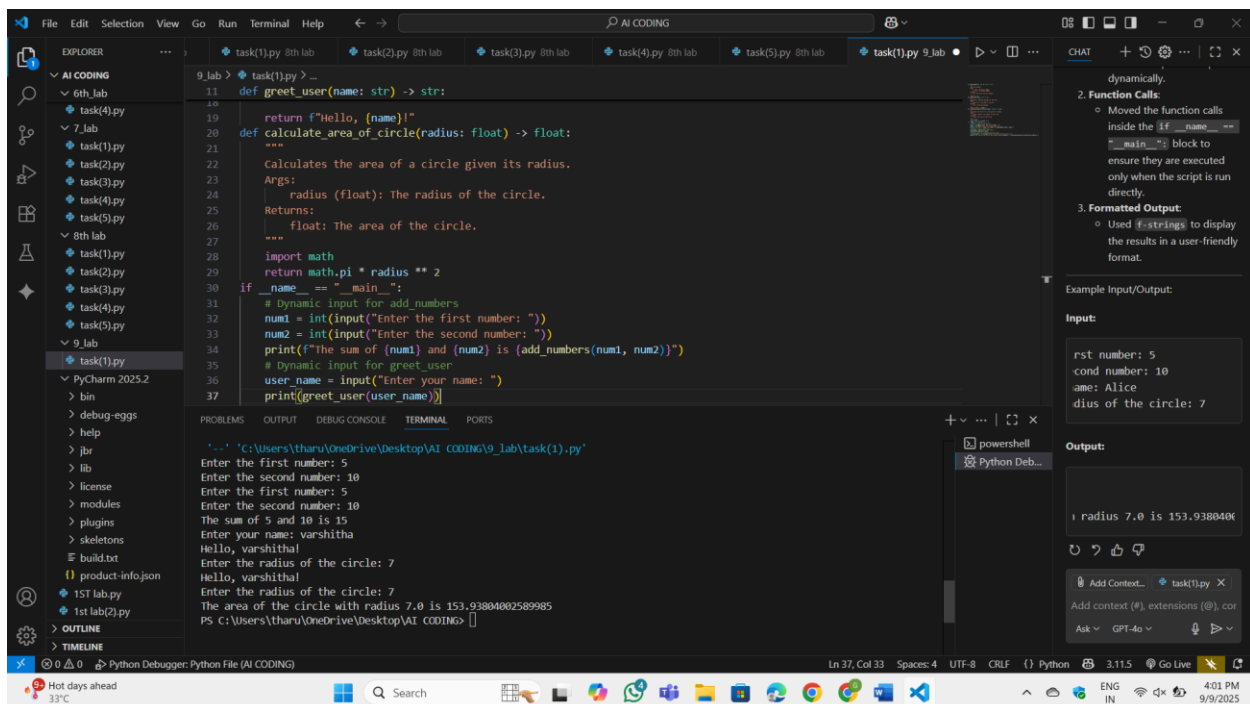 File Edit Selection View Go Run Terminal Help
AI CODING
EXPLORER
AI CODING
6th_lab
task(4).py
7_lab
task(1).py
task(2).py
task(3).py
task(4).py
task(5).py
8th lab
task(1).py
task(2).py
task(3).py
task(4).py
task(5).py
9_lab
task(1).py
PyCharm 2025.2
bin
debug-eggs
help
jbr
lib
license
modules
plugins
skeletons
build.txt
product-info.json
1ST lab.py
1st lab(2).py
OUTLINE
TIMELINE
task(1).py 8th lab
task(2).py 8th lab
task(3).py 8th lab
task(4).py 8th lab
task(5).py 8th lab
task(1).py 9_lab
9_lab > task(1).py > ...
11 def greet_user(name: str) -> str:
18
19 return f"Hello, {name}!"
20 def calculate_area_of_circle(radius: float) -> float:
21 """
22 Calculates the area of a circle given its radius.
23 Args:
24 radius (float): The radius of the circle.
25 Returns:
26 float: The area of the circle.
27 """
28 import math
29 return math.pi * radius ** 2
30 if __name__ == "__main__":
31 # Dynamic input for add_numbers
32 num1 = int(input("Enter the first number: "))
33 num2 = int(input("Enter the second number: "))
34 print(f"The sum of {num1} and {num2} is {add_numbers(num1, num2)}")
35 # Dynamic input for greet_user
36 user_name = input("Enter your name: ")
37 print(greet_user(user_name))
PROBLEMS OUTPUT DEBUG CONSOLE TERMINAL PORTS
'--' 'C:\Users\tharu\OneDrive\Desktop\AI CODING\9_lab\task(1).py'
Enter the first number: 5
Enter the second number: 10
Enter the first number: 5
Enter the second number: 10
The sum of 5 and 10 is 15
Enter your name: varshitha
Hello, varshitha!
Enter the radius of the circle: 7
Hello, varshitha!
Enter the radius of the circle: 7
The area of the circle with radius 7.0 is 153.93804002589985
PS C:\Users\tharu\OneDrive\Desktop\AI CODING>
powershell
Python Deb...
CHAT
dynamically.
2. Function Calls:
Moved the function calls
inside the if __name__ ==
"__main__": block to
ensure they are executed
only when the script is run
directly.
3. Formatted Output:
Used f-strings to display
the results in a user-friendly
format.
Example Input/Output:
Input:
rst number: 5
cond number: 10
ame: Alice
dius of the circle: 7
Output:
radius 7.0 is 153.938040
Add Context... task(1).py
Add context (#), extensions (@), cor
Ask GPT-4o
0 0 Python Debugger: Python File (AI CODING)
Ln 37, Col 33 Spaces: 4 UTF-8 CRLF {} Python 3.11.5 Go Live
9+
Hot days ahead
33°C
Search
ENG
IN
4:01 PM
9/9/2025